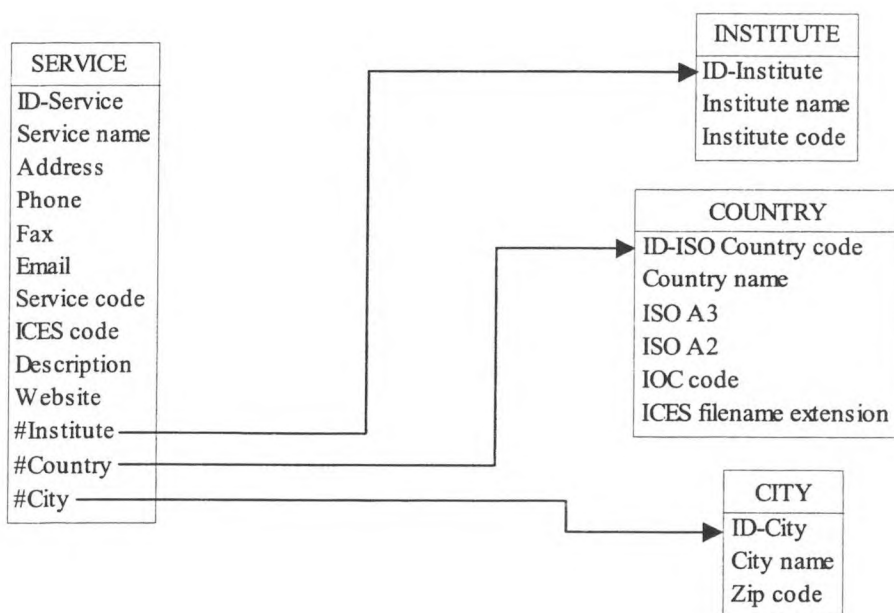 SERVICE
ID-Service
Service name
Address
Phone
Fax
Email
Service code
ICES code
Description
Website
#Institute
#Country
#City
INSTITUTE
ID-Institute
Institute name
Institute code
COUNTRY
ID-ISO Country code
Country name
ISO A3
ISO A2
IOC code
ICES filename extension
CITY
ID-City
City name
Zip code